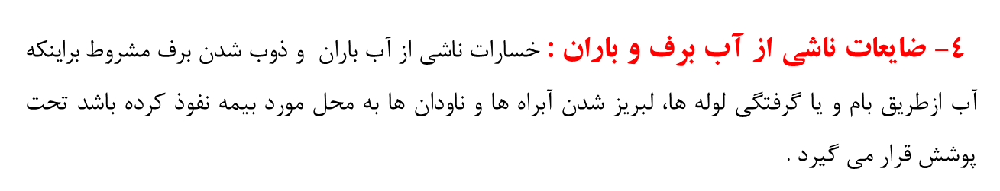 ٤- ضایعات ناشی از آب برف و باران : خسارات ناشی از آب باران و ذوب شدن برف مشروط براینکه
آب ازطریق بام و یا گرفتگی لوله ها، لبریز شدن آبراه ها و ناودان ها به محل مورد بیمه نفوذ کرده باشد تحت
پوشش قرار می گیرد .